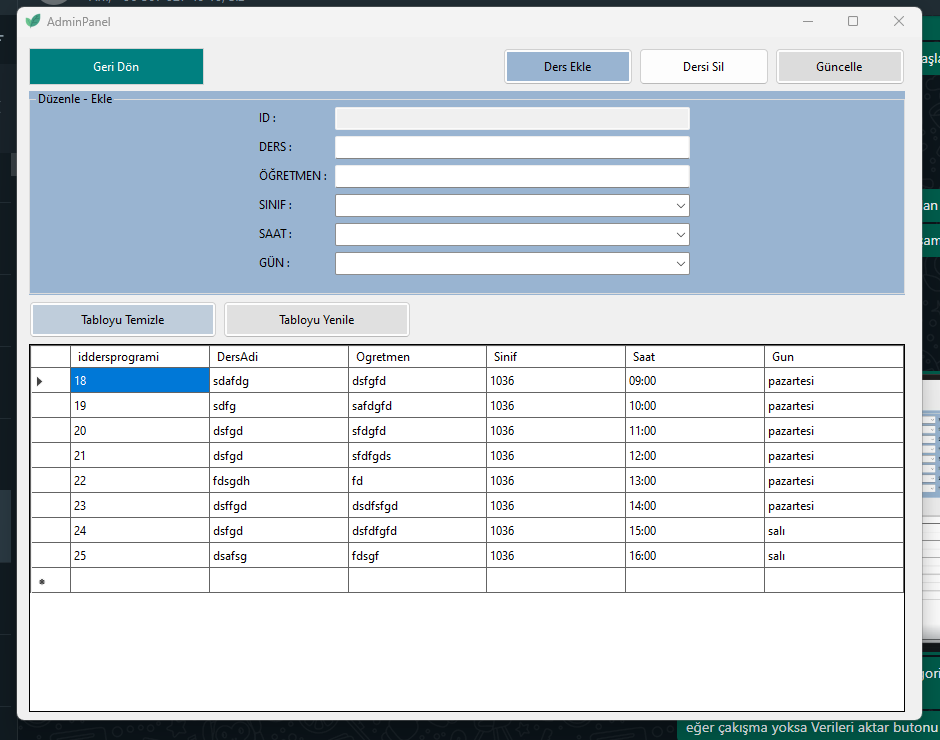 AdminPanel
Geri Dön
Ders Ekle
Dersi Sil
Güncelle
Düzenle - Ekle
ID :
DERS :
ÖĞRETMEN :
SINIF :
SAAT :
GÜN :
Tabloyu Temizle
Tabloyu Yenile
iddersprogrami DersAdi Ogretmen Sinif Saat Gun
18 sdafdg dsfgfd 1036 09:00 pazartesi
19 sdfg safdgfd 1036 10:00 pazartesi
20 dsfgd sfdgfd 1036 11:00 pazartesi
21 dsfgd sfdfgds 1036 12:00 pazartesi
22 fdsgdh fd 1036 13:00 pazartesi
23 dsffgd dsdfsfgd 1036 14:00 pazartesi
24 dsfgd dsfdfgfd 1036 15:00 salı
25 dsafsg fdsgf 1036 16:00 salı
eğer çakışma yoksa Verileri aktar butonu